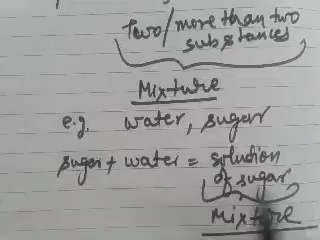 Two/more than two
substances
Mixture
e.g. water, sugar
sugar + water = solution
of sugar
Mixture